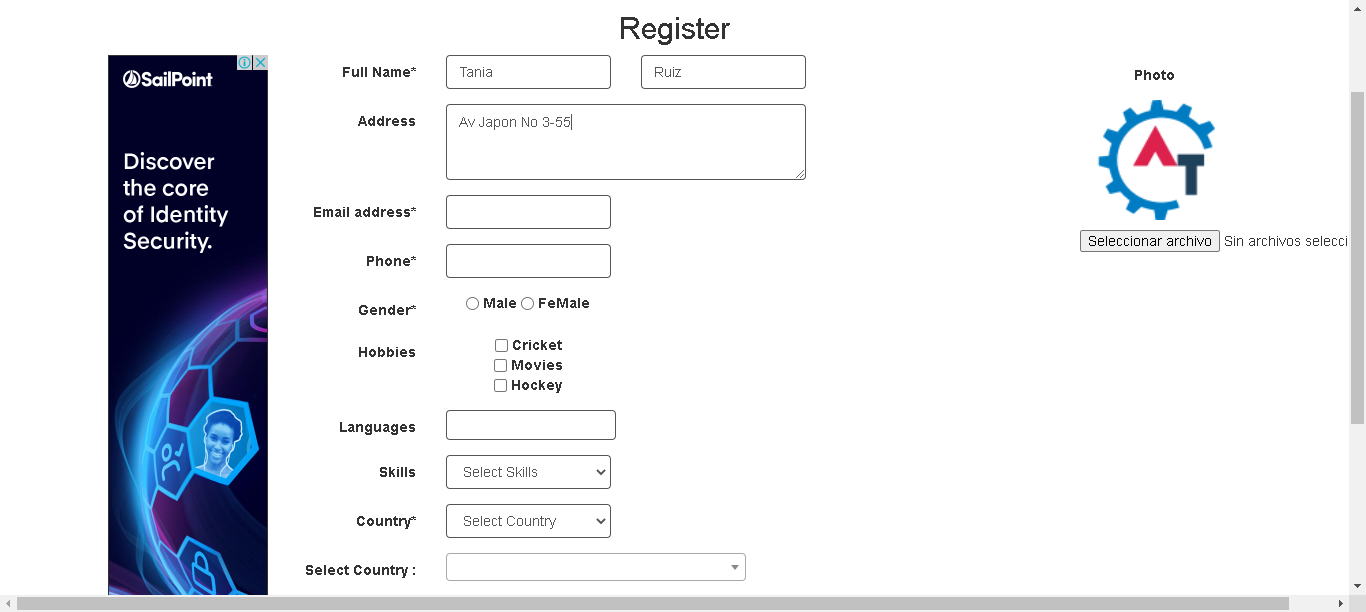 Register
SailPoint
Discover
the core
of Identity
Security.
Full Name*
Tania
Ruiz
Address
Av Japon No 3-55
Email address*
Phone*
Gender*
Male
FeMale
Hobbies
Cricket
Movies
Hockey
Languages
Skills
Select Skills
Country*
Select Country
Select Country :
Photo
AT
Seleccionar archivo
Sin archivos selecci